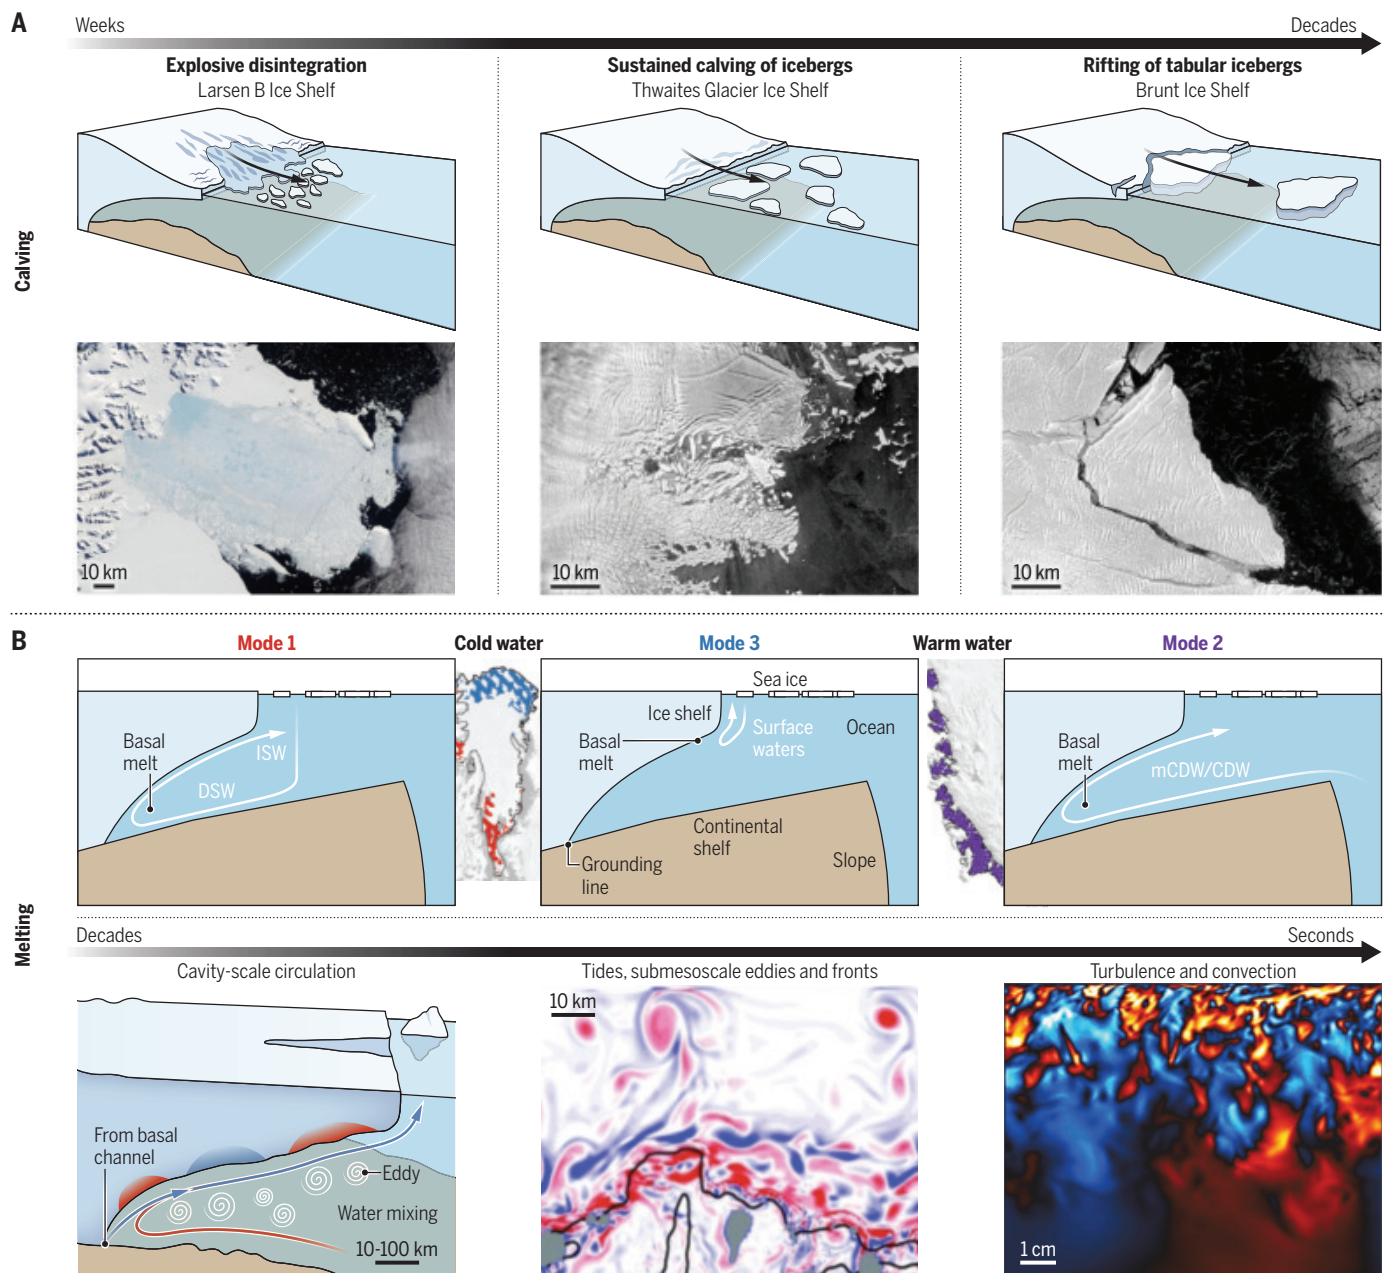 A
Weeks
Decades
Explosive disintegration
Larsen B Ice Shelf
Sustained calving of icebergs
Thwaites Glacier Ice Shelf
Rifting of tabular icebergs
Brunt Ice Shelf
Calving
10 km
10 km
10 km
B
Mode 1
Cold water
Mode 3
Warm water
Mode 2
Basal
melt
ISW
DSW
Sea ice
Ice shelf
Basal
melt
Surface
waters
Ocean
Continental
shelf
Slope
Grounding
line
Basal
melt
mCDW/CDW
Melting
Decades
Seconds
Cavity-scale circulation
Tides, submesoscale eddies and fronts
Turbulence and convection
From basal
channel
Eddy
Water mixing
10-100 km
10 km
1 cm